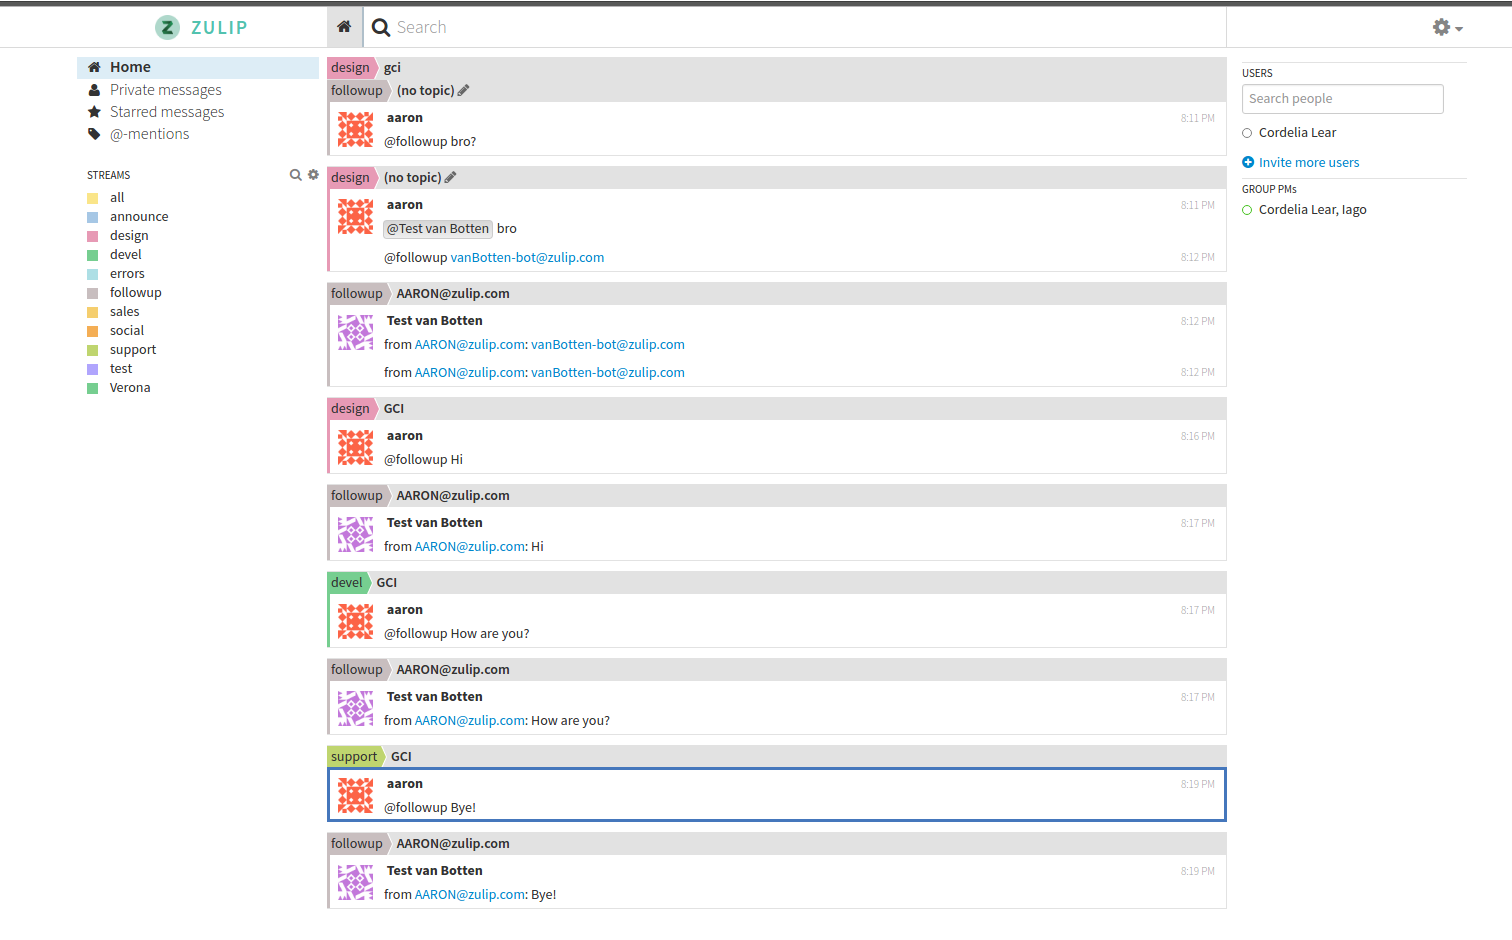 ZULIP
Search
Home
Private messages
Starred messages
@-mentions
STREAMS
all
announce
design
devel
errors
followup
sales
social
support
test
Verona
design gci
followup (no topic)
aaron 8:11 PM
@followup bro?
design (no topic)
aaron 8:11 PM
@Test van Botten bro
@followup vanBotten-bot@zulip.com 8:12 PM
followup AARON@zulip.com
Test van Botten 8:12 PM
from AARON@zulip.com: vanBotten-bot@zulip.com
from AARON@zulip.com: vanBotten-bot@zulip.com 8:12 PM
design GCI
aaron 8:16 PM
@followup Hi
followup AARON@zulip.com
Test van Botten 8:17 PM
from AARON@zulip.com: Hi
devel GCI
aaron 8:17 PM
@followup How are you?
followup AARON@zulip.com
Test van Botten 8:17 PM
from AARON@zulip.com: How are you?
support GCI
aaron 8:19 PM
@followup Bye!
followup AARON@zulip.com
Test van Botten 8:19 PM
from AARON@zulip.com: Bye!
USERS
Search people
Cordelia Lear
Invite more users
GROUP PMs
Cordelia Lear, Iago